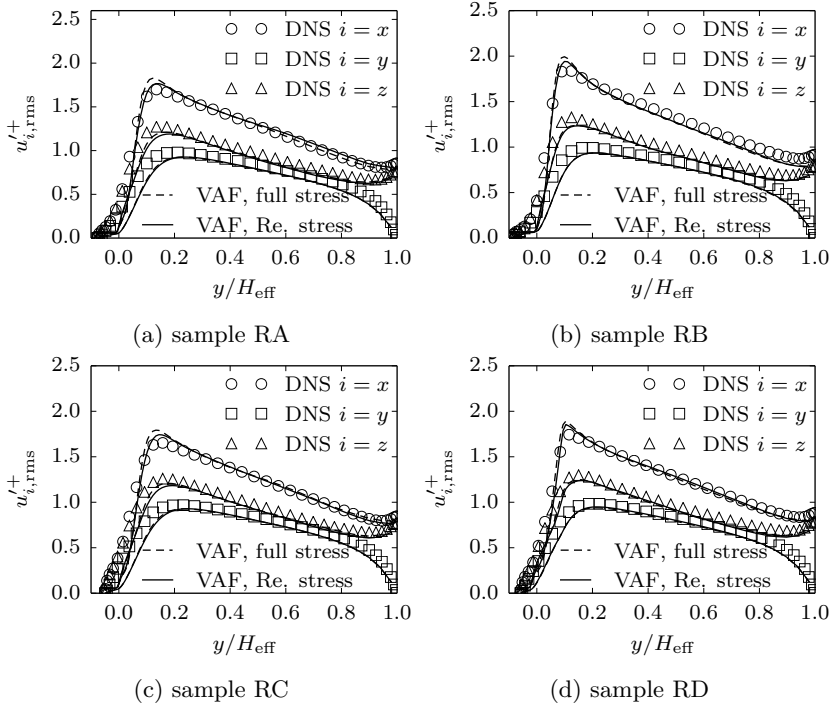 2.5
2.0
1.5
1.0
0.5
0.0
u'+i,rms
DNS i = x
DNS i = y
DNS i = z
VAF, full stress
VAF, Re. stress
0.0 0.2 0.4 0.6 0.8 1.0
y/Heff
(a) sample RA
2.5
2.0
1.5
1.0
0.5
0.0
u'+i,rms
DNS i = x
DNS i = y
DNS i = z
VAF, full stress
VAF, Re. stress
0.0 0.2 0.4 0.6 0.8 1.0
y/Heff
(b) sample RB
2.5
2.0
1.5
1.0
0.5
0.0
u'+i,rms
DNS i = x
DNS i = y
DNS i = z
VAF, full stress
VAF, Re. stress
0.0 0.2 0.4 0.6 0.8 1.0
y/Heff
(c) sample RC
2.5
2.0
1.5
1.0
0.5
0.0
u'+i,rms
DNS i = x
DNS i = y
DNS i = z
VAF, full stress
VAF, Re. stress
0.0 0.2 0.4 0.6 0.8 1.0
y/Heff
(d) sample RD